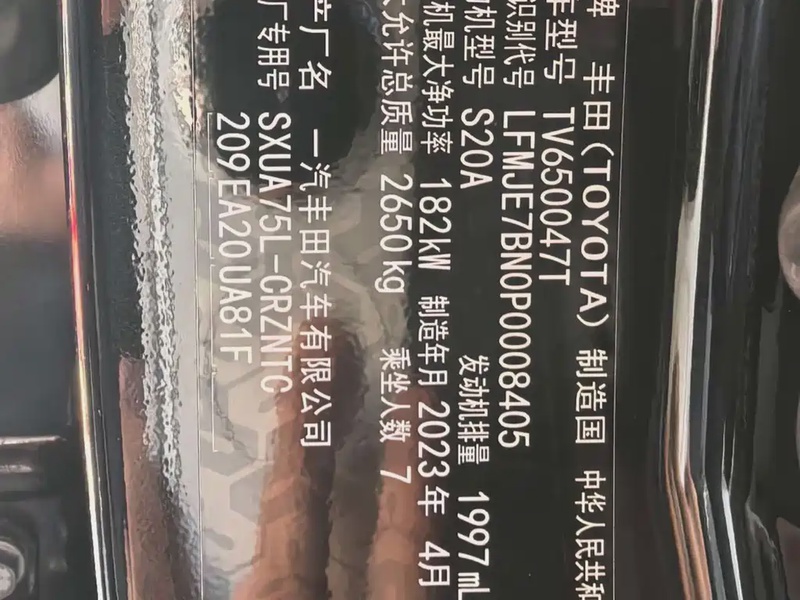 牌 丰田(TOYOTA) 制造国 中华人民共和
车型号 TV650047T
识别代号 LFMJE7BN0P0008405
动机型号 S20A 发动机排量 1997mL
机最大净功率 182kW 制造年月 2023年 4月
大允许总质量 2650kg 乘坐人数 7
产厂名 一汽丰田汽车有限公司
厂专用号 SXUA75L-CRZNTC
209EA20UA81F